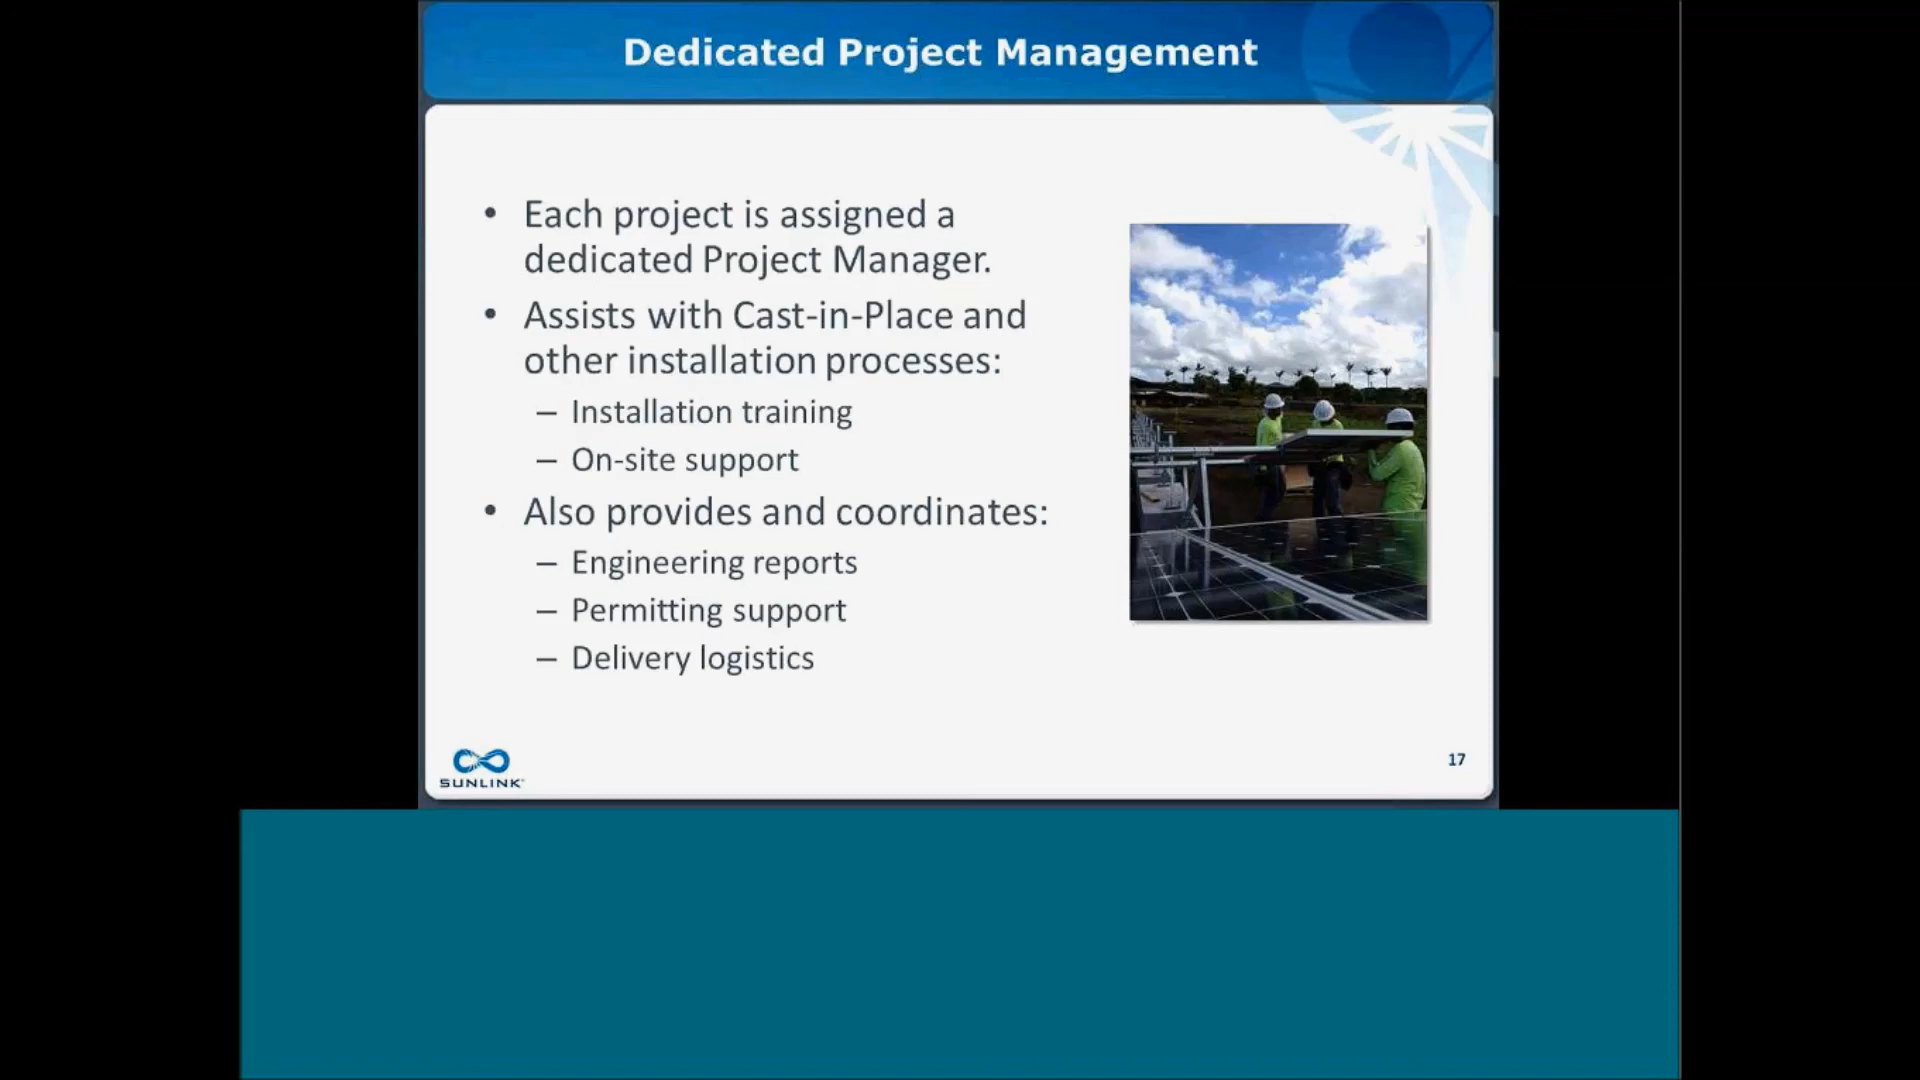 Dedicated Project Management
• Each project is assigned a
dedicated Project Manager.
• Assists with Cast-in-Place and
other installation processes:
– Installation training
– On-site support
• Also provides and coordinates:
– Engineering reports
– Permitting support
– Delivery logistics
SUNLINK
17